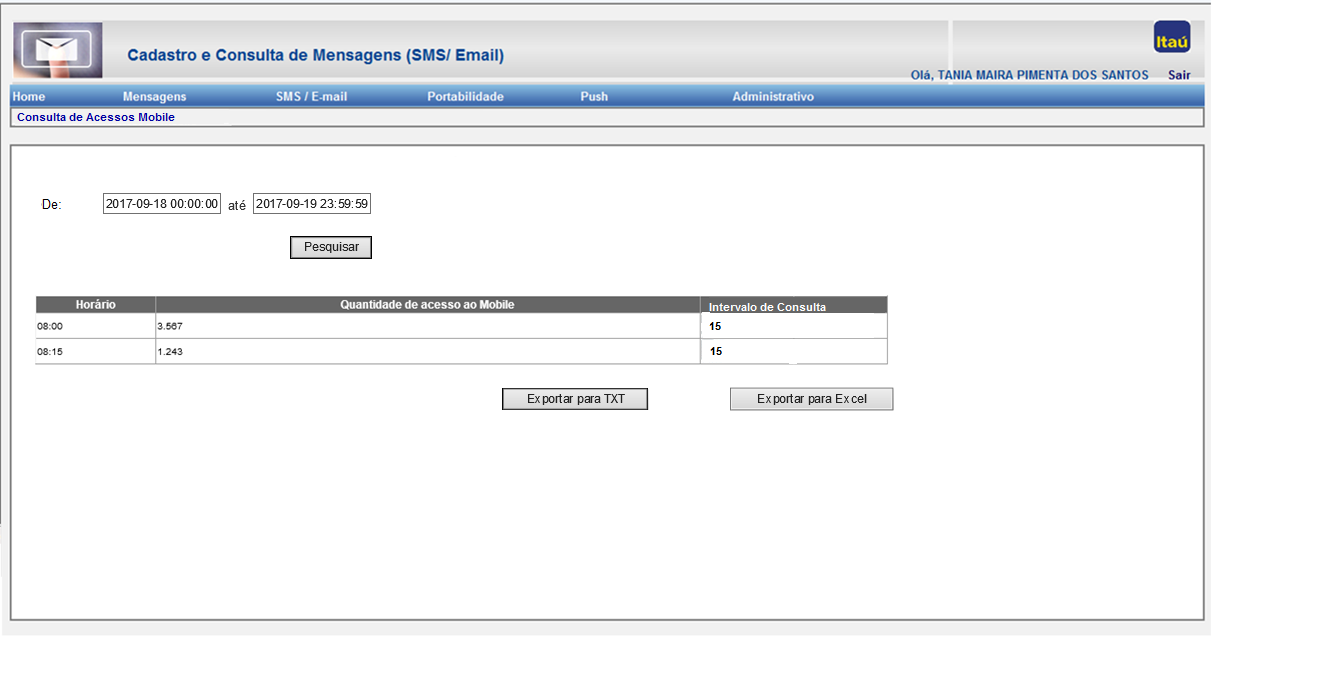 Cadastro e Consulta de Mensagens (SMS/ Email)
Itaú
Olá, TANIA MAIRA PIMENTA DOS SANTOS Sair
Home Mensagens SMS / E-mail Portabilidade Push Administrativo
Consulta de Acessos Mobile
De: 2017-09-18 00:00:00 até 2017-09-19 23:59:59
Pesquisar
Horário Quantidade de acesso ao Mobile Intervalo de Consulta
08:00 3.567 15
08:15 1.243 15
Exportar para TXT Exportar para Excel